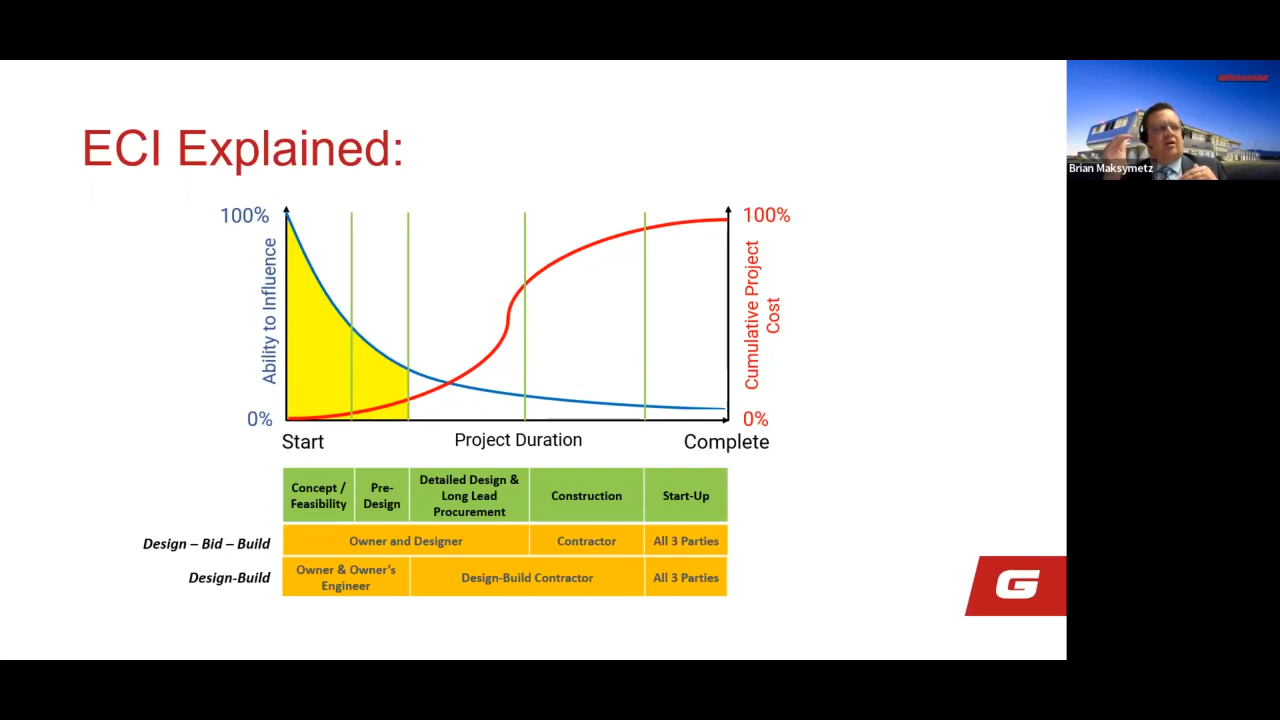 ECI Explained:
Brian Maksymetz
100%
Ability to Influence
0%
100%
Cumulative Project
Cost
0%
Start
Project Duration
Complete
Concept /
Feasibility
Pre-
Design
Detailed Design &
Long Lead
Procurement
Construction
Start-Up
Design – Bid – Build
Owner and Designer
Contractor
All 3 Parties
Design-Build
Owner & Owner's
Engineer
Design-Build Contractor
All 3 Parties
G